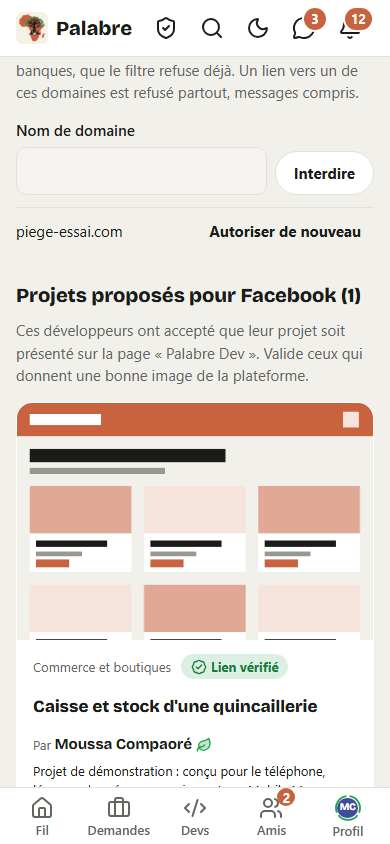 Palabre
3
12
banques, que le filtre refuse déjà. Un lien vers un de
ces domaines est refusé partout, messages compris.
Nom de domaine
Interdire
piege-essai.com
Autoriser de nouveau
Projets proposés pour Facebook (1)
Ces développeurs ont accepté que leur projet soit
présenté sur la page « Palabre Dev ». Valide ceux qui
donnent une bonne image de la plateforme.
Commerce et boutiques
Lien vérifié
Caisse et stock d'une quincaillerie
Par Moussa Compaoré
Projet de démonstration : conçu pour le téléphone,
2
MC
Fil
Demandes
Devs
Amis
Profil